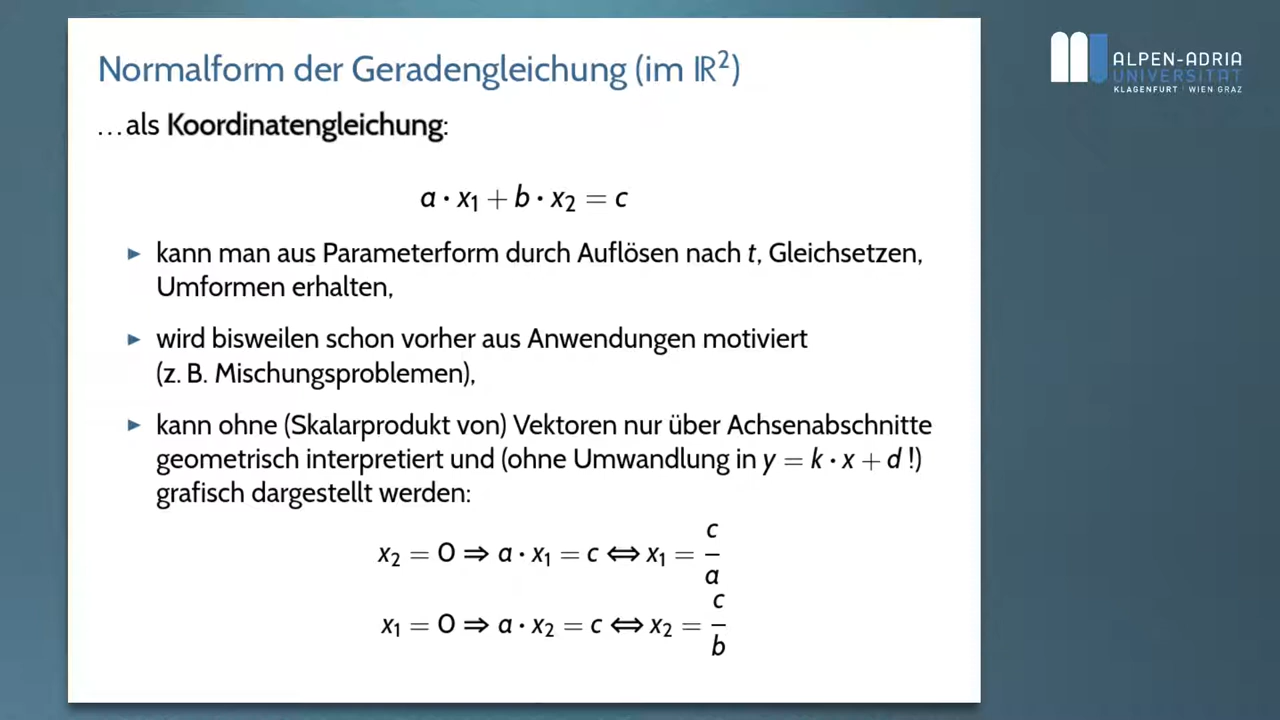 Normalform der Geradengleichung (im ℝ²)
ALPEN-ADRIA
UNIVERSITÄT
KLAGENFURT | WIEN GRAZ
…als Koordinatengleichung:
a · x₁ + b · x₂ = c
▶ kann man aus Parameterform durch Auflösen nach t, Gleichsetzen,
Umformen erhalten,
▶ wird bisweilen schon vorher aus Anwendungen motiviert
(z. B. Mischungsproblemen),
▶ kann ohne (Skalarprodukt von) Vektoren nur über Achsenabschnitte
geometrisch interpretiert und (ohne Umwandlung in y = k · x + d !)
grafisch dargestellt werden:
x₂ = 0 ⇒ a · x₁ = c ⇔ x₁ = c/a
x₁ = 0 ⇒ a · x₂ = c ⇔ x₂ = c/b